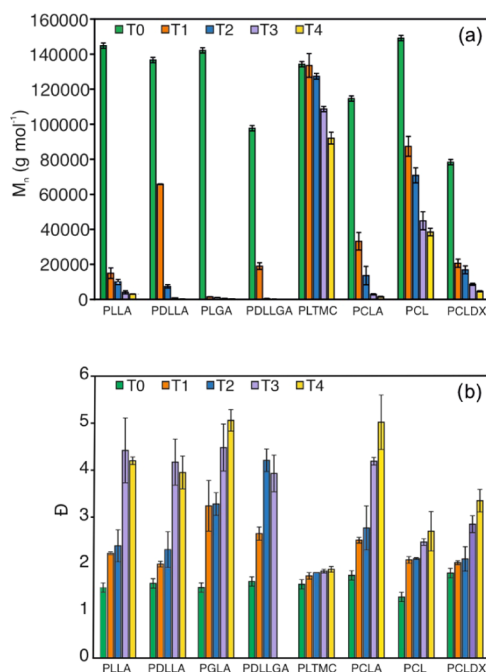 (a)
T0 T1 T2 T3 T4
160000
140000
120000
100000
80000
60000
40000
20000
0
Mn (g mol⁻¹)
PLLA PDLLA PLGA PDLLGA PLTMC PCLA PCL PCLDX
(b)
T0 T1 T2 T3 T4
6
5
4
3
2
1
0
Đ
PLLA PDLLA PGLA PDLLGA PLTMC PCLA PCL PCLDX